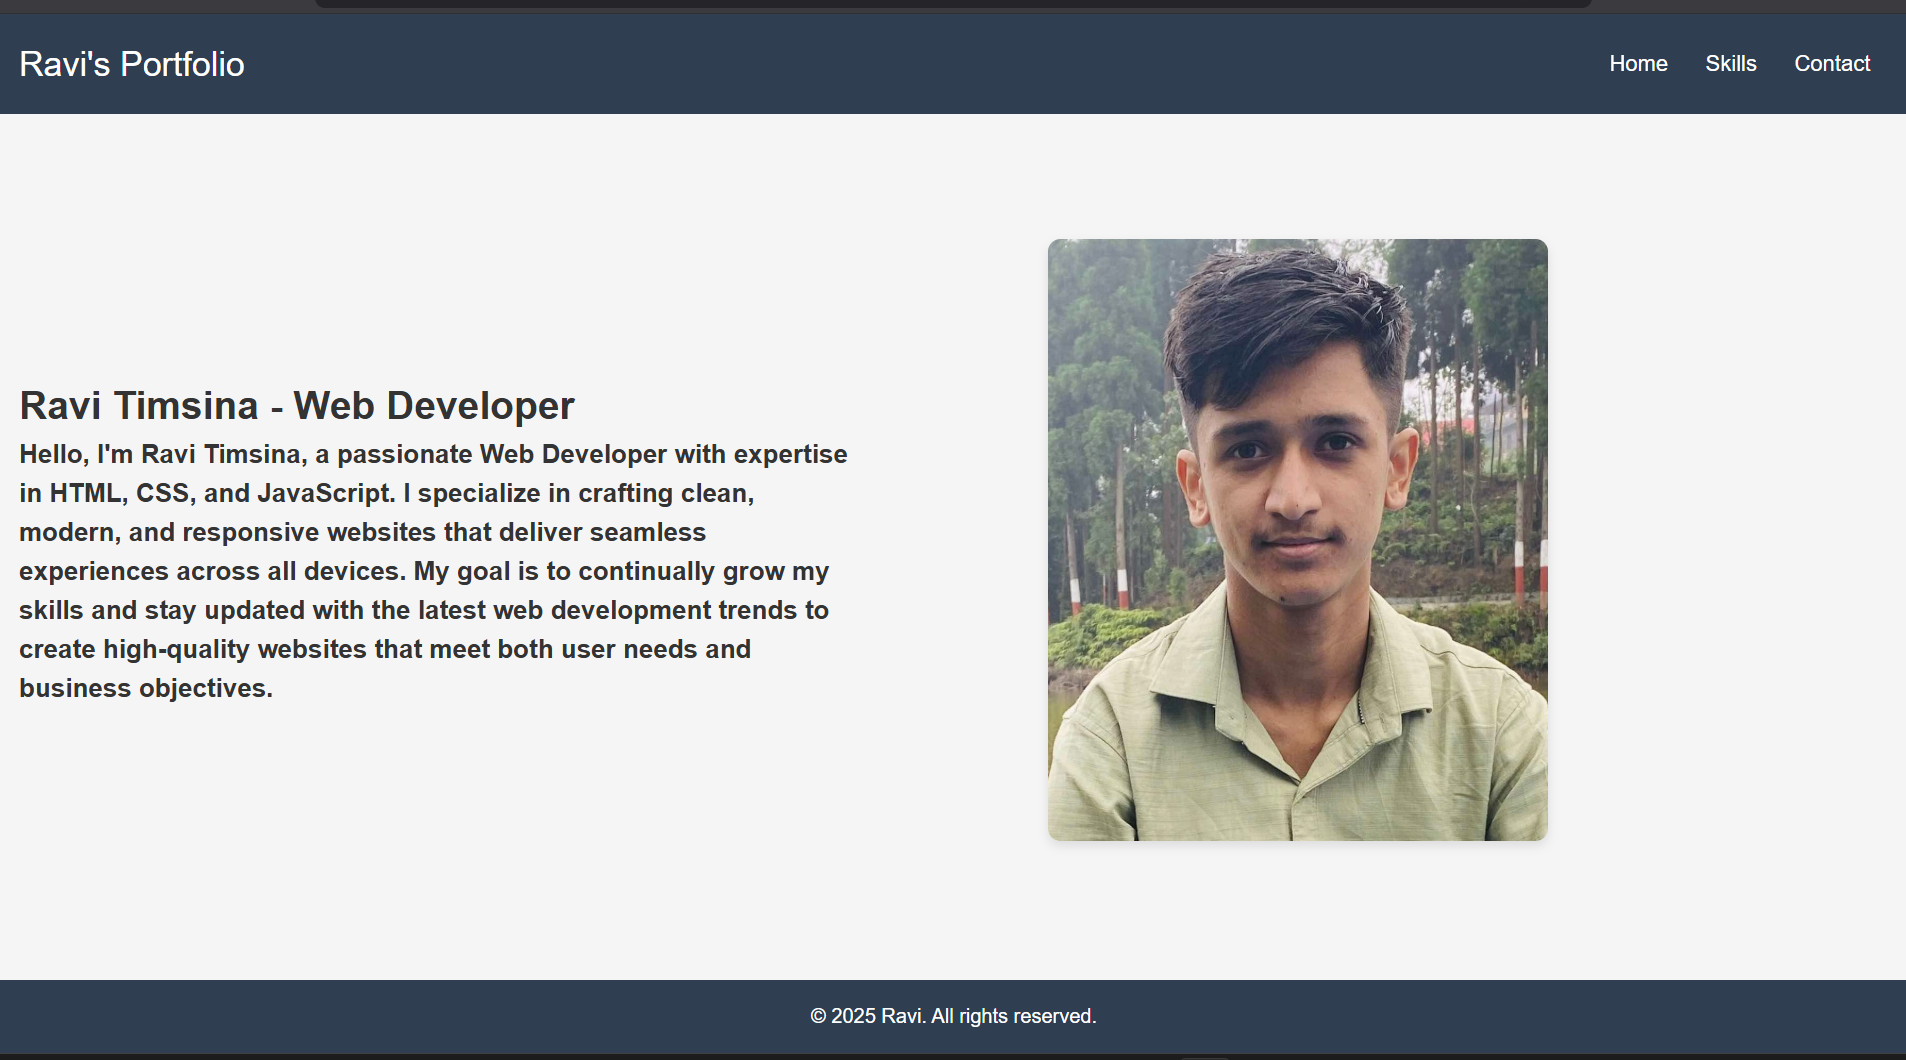 Ravi's Portfolio
Home Skills Contact
Ravi Timsina - Web Developer
Hello, I'm Ravi Timsina, a passionate Web Developer with expertise
in HTML, CSS, and JavaScript. I specialize in crafting clean,
modern, and responsive websites that deliver seamless
experiences across all devices. My goal is to continually grow my
skills and stay updated with the latest web development trends to
create high-quality websites that meet both user needs and
business objectives.
© 2025 Ravi. All rights reserved.